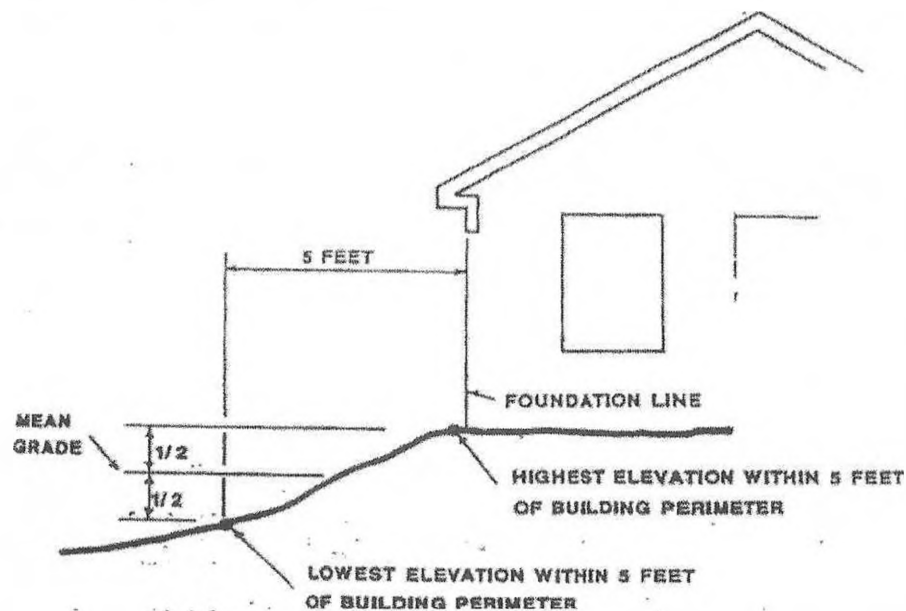 5 FEET
FOUNDATION LINE
MEAN
GRADE
1/2
1/2
HIGHEST ELEVATION WITHIN 5 FEET
OF BUILDING PERIMETER
LOWEST ELEVATION WITHIN 5 FEET
OF BUILDING PERIMETER